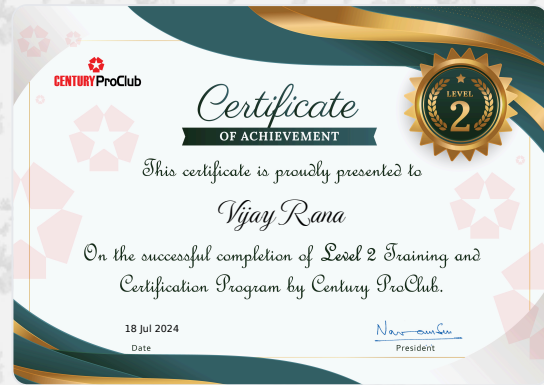 CENTURY ProClub
LEVEL
2
Certificate
OF ACHIEVEMENT
This certificate is proudly presented to
Vijay Rana
On the successful completion of Level 2 Training and
Certification Program by Century ProClub.
18 Jul 2024
Date
President